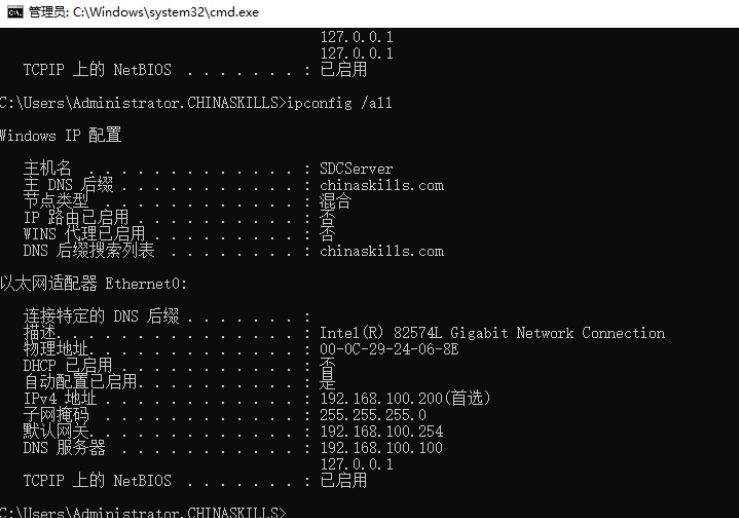 管理员: C:\Windows\system32\cmd.exe
127.0.0.1
127.0.0.1
TCPIP 上的 NetBIOS . . . . . . . : 已启用
C:\Users\Administrator.CHINASKILLS>ipconfig /all
Windows IP 配置
主机名 . . . . . . . . . . . . . : SDCServer
主 DNS 后缀 . . . . . . . . . . . : chinaskills.com
节点类型 . . . . . . . . . . . . : 混合
IP 路由已启用 . . . . . . . . . . : 否
WINS 代理已启用 . . . . . . . . . : 否
DNS 后缀搜索列表 . . . . . . . . : chinaskills.com
以太网适配器 Ethernet0:
连接特定的 DNS 后缀 . . . . . . . :
描述. . . . . . . . . . . . . . . : Intel(R) 82574L Gigabit Network Connection
物理地址. . . . . . . . . . . . . : 00-0C-29-24-06-8E
DHCP 已启用 . . . . . . . . . . . : 否
自动配置已启用. . . . . . . . . . : 是
IPv4 地址 . . . . . . . . . . . . : 192.168.100.200(首选)
子网掩码 . . . . . . . . . . . . : 255.255.255.0
默认网关. . . . . . . . . . . . . : 192.168.100.254
DNS 服务器 . . . . . . . . . . . : 192.168.100.100
127.0.0.1
TCPIP 上的 NetBIOS . . . . . . . : 已启用
C:\Users\Administrator.CHINASKILLS>